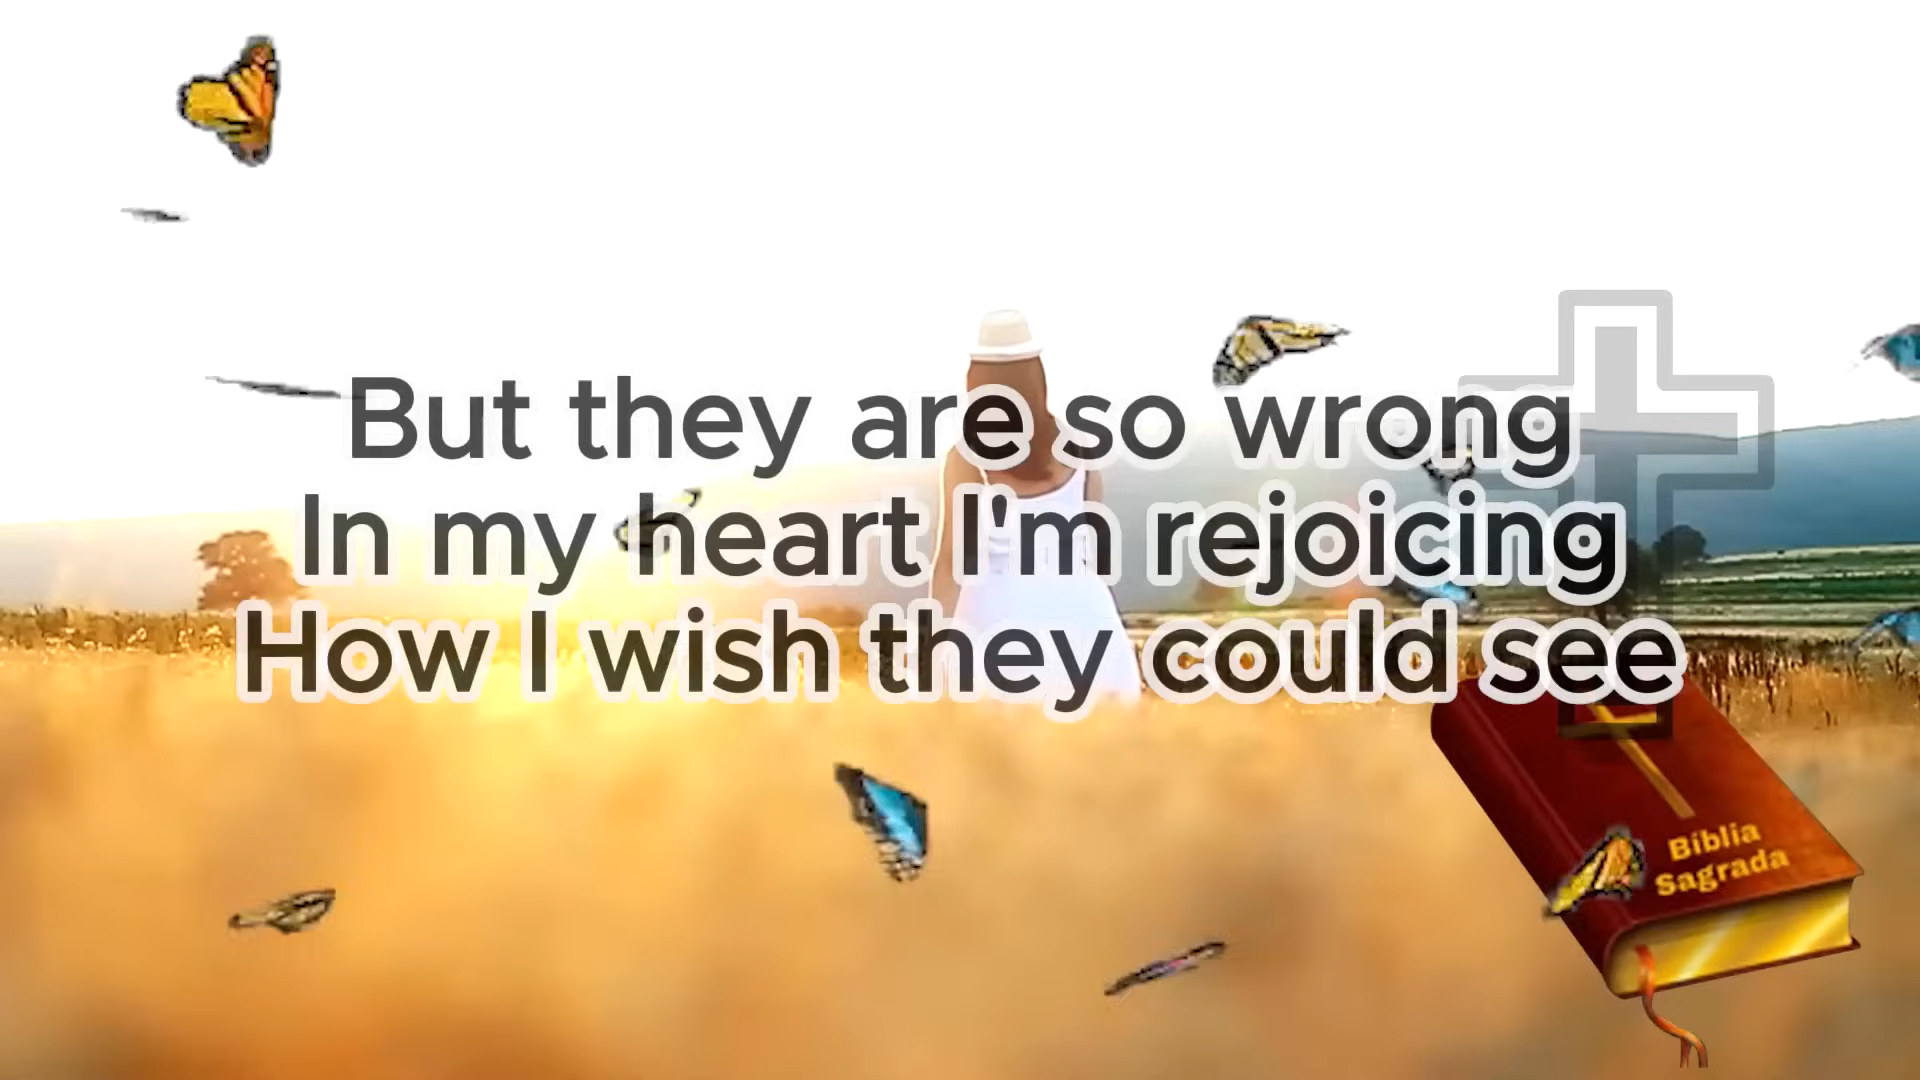 But they are so wrong
In my heart I'm rejoicing
How I wish they could see
Bíblia
Sagrada